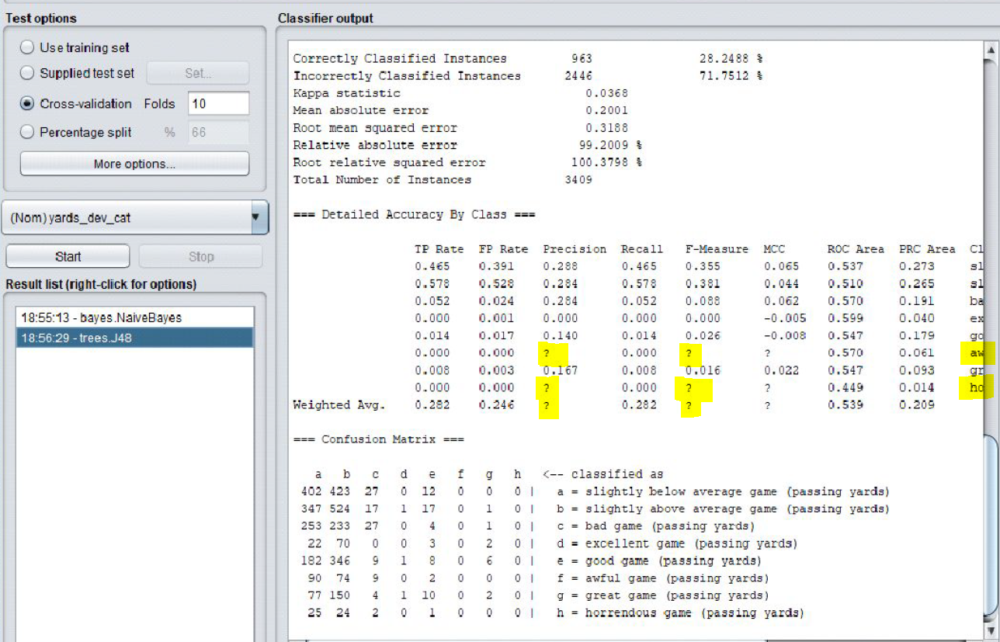 Test options
Use training set
Supplied test set Set...
Cross-validation Folds 10
Percentage split % 66
More options...
(Nom) yards_dev_cat
Start Stop
Result list (right-click for options)
18:55:13 - bayes.NaiveBayes
18:56:29 - trees.J48
Classifier output
Correctly Classified Instances 963 28.2488 %
Incorrectly Classified Instances 2446 71.7512 %
Kappa statistic 0.0368
Mean absolute error 0.2001
Root mean squared error 0.3188
Relative absolute error 99.2009 %
Root relative squared error 100.3798 %
Total Number of Instances 3409
=== Detailed Accuracy By Class ===
TP Rate FP Rate Precision Recall F-Measure MCC ROC Area PRC Area Cl
0.465 0.391 0.288 0.465 0.355 0.065 0.537 0.273 sl
0.578 0.528 0.284 0.578 0.381 0.044 0.510 0.265 sl
0.052 0.024 0.284 0.052 0.088 0.062 0.570 0.191 ba
0.000 0.001 0.000 0.000 0.000 -0.005 0.599 0.040 ex
0.014 0.017 0.140 0.014 0.026 -0.008 0.547 0.179 go
0.000 0.000 ? 0.000 ? ? 0.570 0.061 aw
0.008 0.003 0.167 0.008 0.016 0.022 0.547 0.093 gr
0.000 0.000 ? 0.000 ? ? 0.449 0.014 ho
Weighted Avg. 0.282 0.246 ? 0.282 ? ? 0.539 0.209
=== Confusion Matrix ===
a b c d e f g h <-- classified as
402 423 27 0 12 0 0 0 | a = slightly below average game (passing yards)
347 524 17 1 17 0 1 0 | b = slightly above average game (passing yards)
253 233 27 0 4 0 1 0 | c = bad game (passing yards)
22 70 0 0 3 0 2 0 | d = excellent game (passing yards)
182 346 9 1 8 0 6 0 | e = good game (passing yards)
90 74 9 0 2 0 0 0 | f = awful game (passing yards)
77 150 4 1 10 0 2 0 | g = great game (passing yards)
25 24 2 0 1 0 0 0 | h = horrendous game (passing yards)